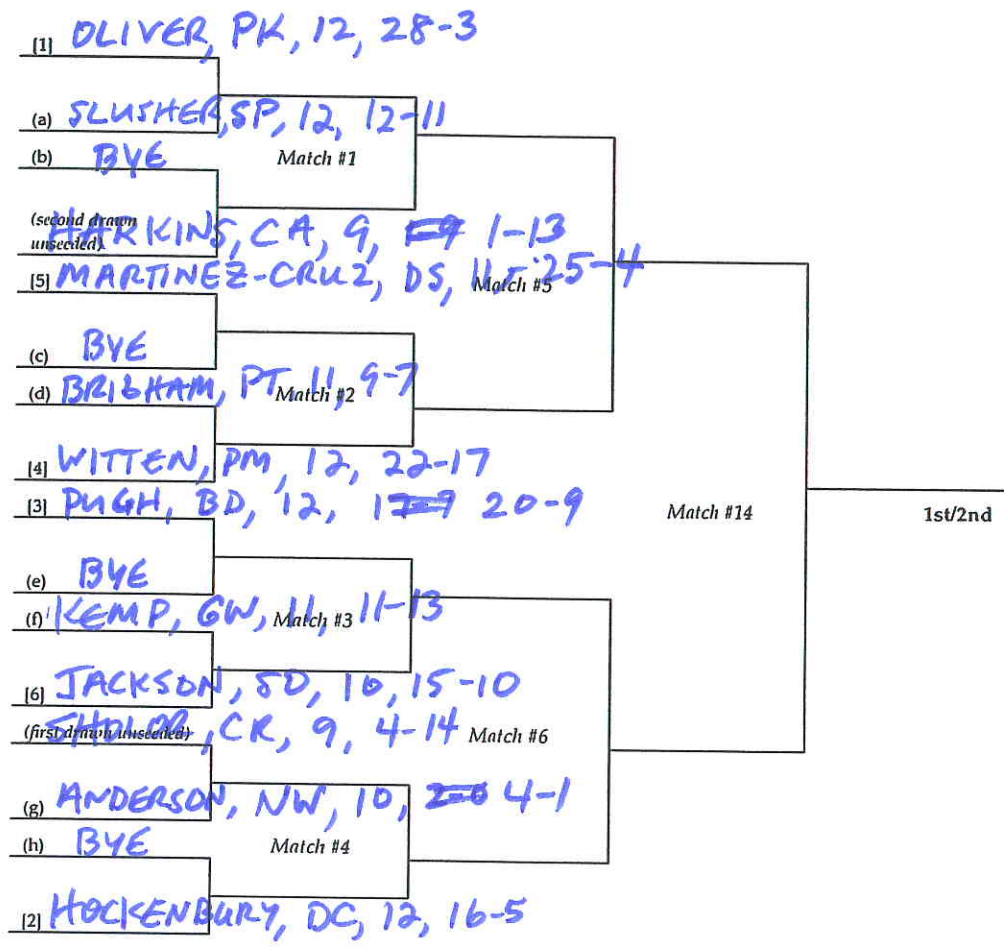 [1] OLIVER, PK, 12, 28-3
(a) SLUSHER, SP, 12, 12-11
(b) BYE
Match #1
(second drawn unseeded) HARKINS, CA, 9, 1-13
[5] MARTINEZ-CRUZ, DS, 11, 25-4
Match #5
(c) BYE
(d) BRIGHAM, PT 11, 9-7
Match #2
[4] WITTEN, PM, 12, 22-17
[3] PUGH, BD, 12, 20-9
Match #14
1st/2nd
(e) BYE
(f) KEMP, GW, 11, 11-13
Match #3
[6] JACKSON, SD, 10, 15-10
(first drawn unseeded) , CR, 9, 4-14
Match #6
(g) ANDERSON, NW, 10, 4-1
(h) BYE
Match #4
[2] HOCKENBURY, DC, 12, 16-5